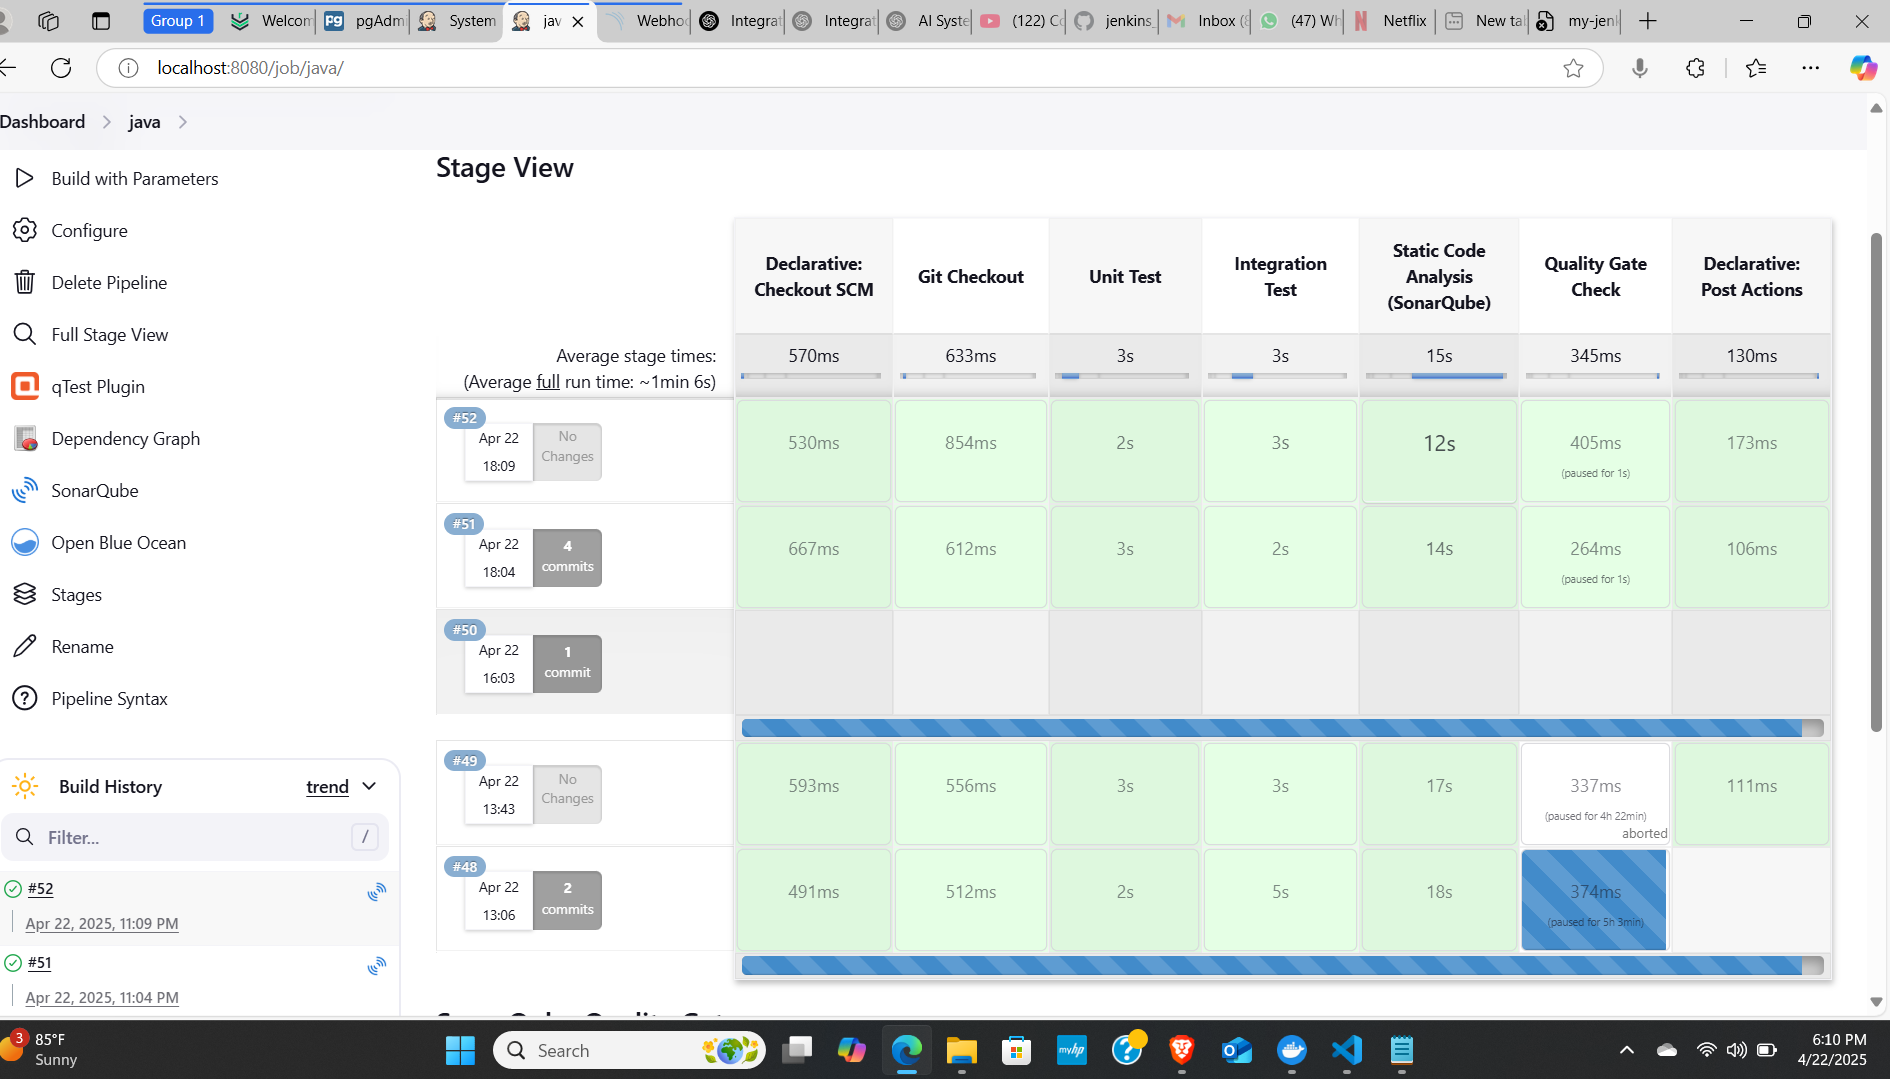 Group 1
Welcom
pgAdmi
System
jav
Webhoo
Integrat
Integrat
AI Syste
(122) Co
jenkins_
Inbox (8
(47) Wh
Netflix
New tal
my-jenk
localhost:8080/job/java/
Dashboard
java
Build with Parameters
Configure
Delete Pipeline
Full Stage View
qTest Plugin
Dependency Graph
SonarQube
Open Blue Ocean
Stages
Rename
Pipeline Syntax
Build History
trend
Filter...
/
#52
Apr 22, 2025, 11:09 PM
#51
Apr 22, 2025, 11:04 PM
Stage View
Declarative: Checkout SCM
Git Checkout
Unit Test
Integration Test
Static Code Analysis (SonarQube)
Quality Gate Check
Declarative: Post Actions
Average stage times:
(Average full run time: ~1min 6s)
570ms 633ms 3s 3s 15s 345ms 130ms
#52
Apr 22
18:09
No Changes
530ms 854ms 2s 3s 12s 405ms 173ms
(paused for 1s)
#51
Apr 22
18:04
4 commits
667ms 612ms 3s 2s 14s 264ms 106ms
(paused for 1s)
#50
Apr 22
16:03
1 commit
#49
Apr 22
13:43
No Changes
593ms 556ms 3s 3s 17s 337ms 111ms
(paused for 4h 22min)
aborted
#48
Apr 22
13:06
2 commits
491ms 512ms 2s 5s 18s 374ms
(paused for 5h 3min)
3
85°F
Sunny
Search
myhp
6:10 PM
4/22/2025